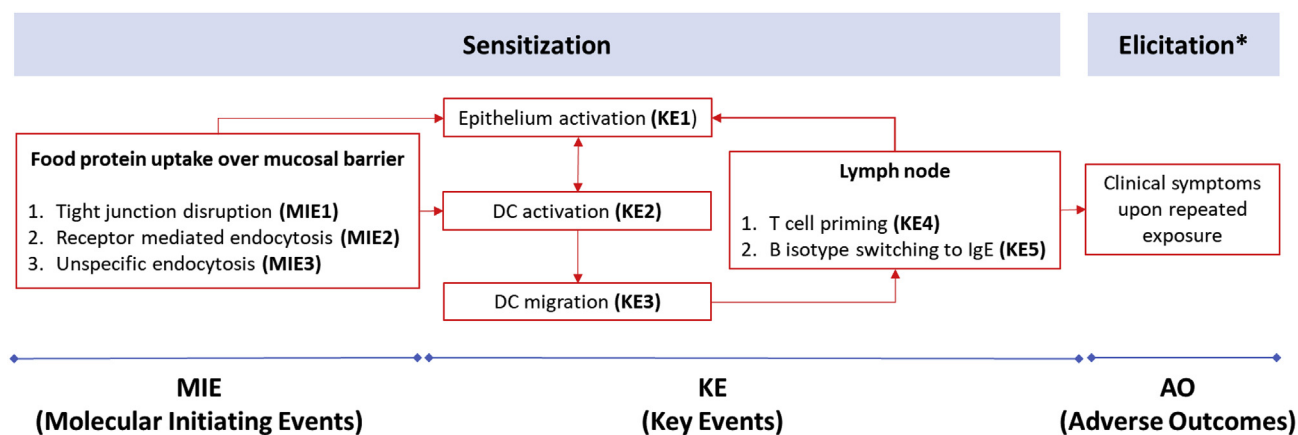 Sensitization
Elicitation*
Epithelium activation (KE1)
Food protein uptake over mucosal barrier
1. Tight junction disruption (MIE1)
2. Receptor mediated endocytosis (MIE2)
3. Unspecific endocytosis (MIE3)
DC activation (KE2)
DC migration (KE3)
Lymph node
1. T cell priming (KE4)
2. B isotype switching to IgE (KE5)
Clinical symptoms
upon repeated
exposure
MIE
(Molecular Initiating Events)
KE
(Key Events)
AO
(Adverse Outcomes)